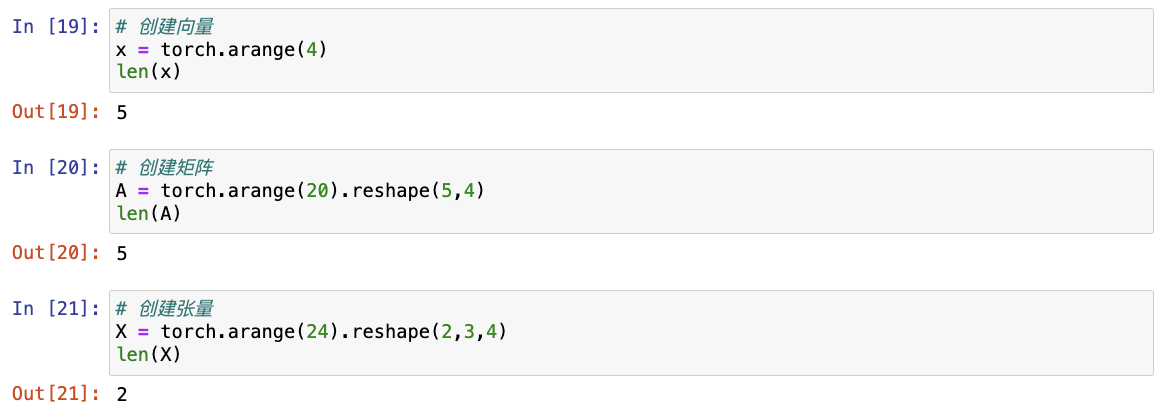 In [19]: # 创建向量
x = torch.arange(4)
len(x)
Out[19]: 5
In [20]: # 创建矩阵
A = torch.arange(20).reshape(5,4)
len(A)
Out[20]: 5
In [21]: # 创建张量
X = torch.arange(24).reshape(2,3,4)
len(X)
Out[21]: 2